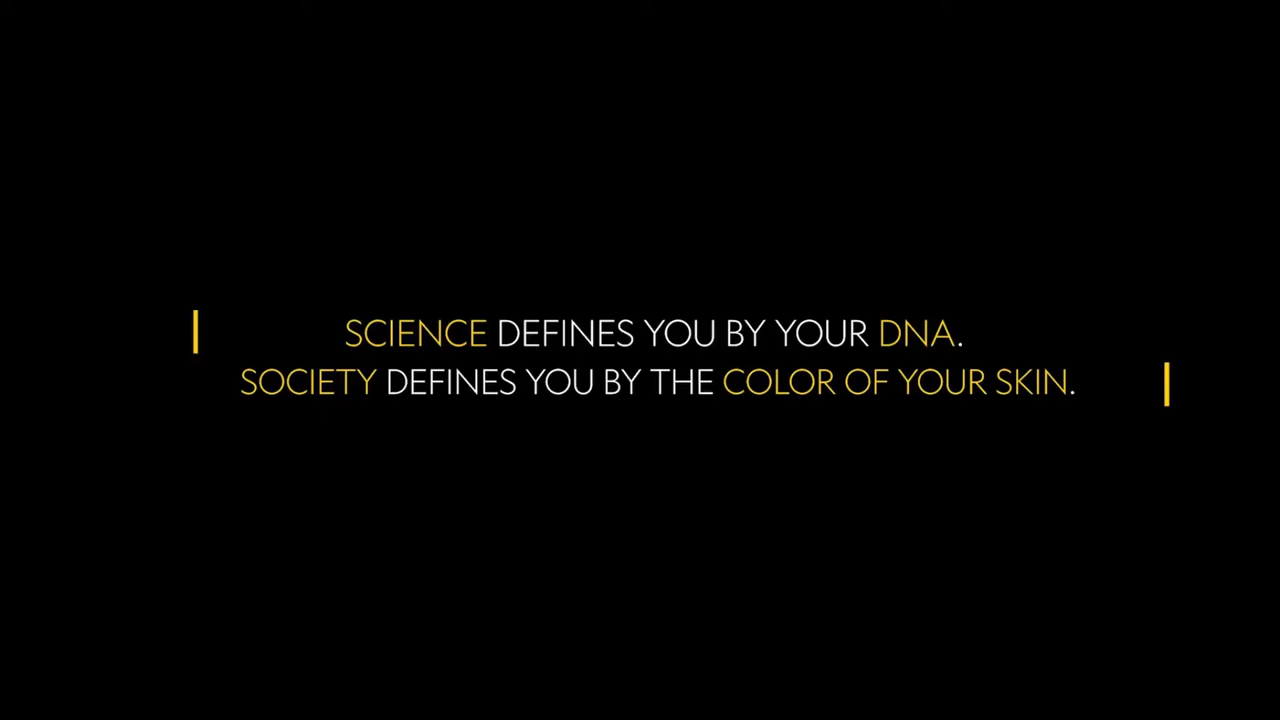 SCIENCE DEFINES YOU BY YOUR DNA.
SOCIETY DEFINES YOU BY THE COLOR OF YOUR SKIN.